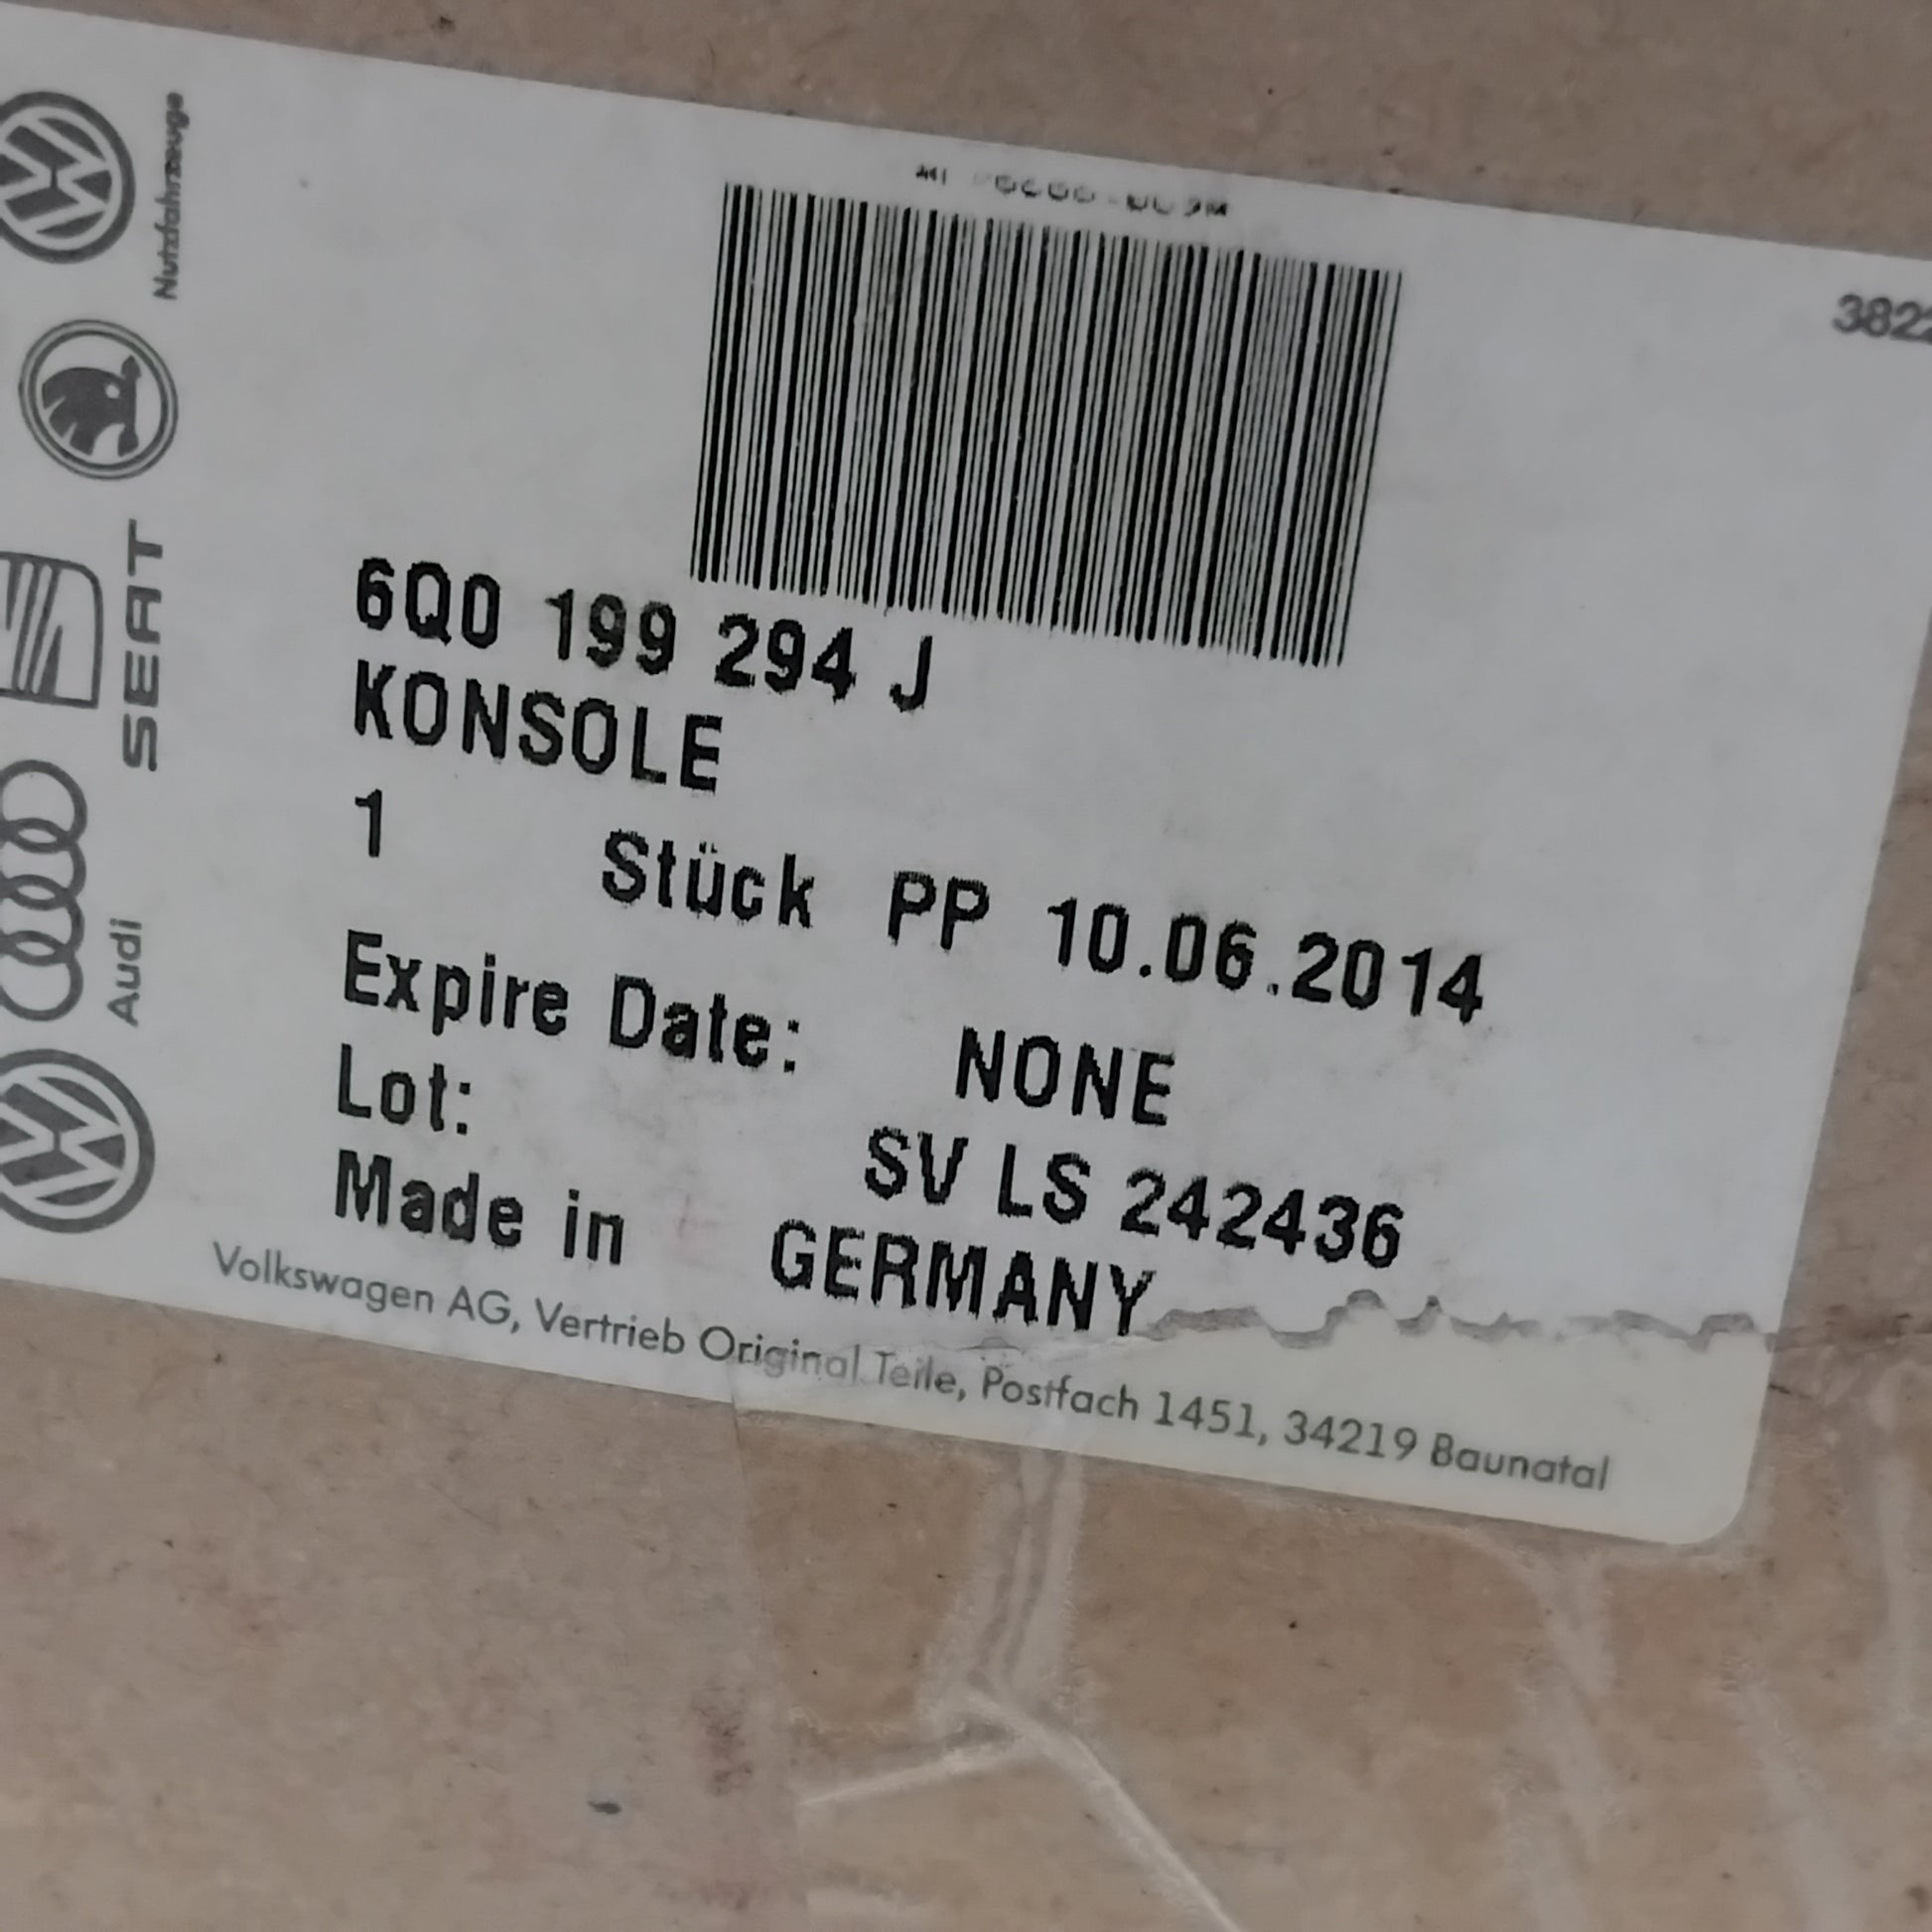 Nutzfahrzeuge
SEAT
Audi
6Q0 199 294 J
KONSOLE
1 Stück PP 10.06.2014
Expire Date: NONE
Lot: SV LS 242436
Made in GERMANY
Volkswagen AG, Vertrieb Original Teile, Postfach 1451, 34219 Baunatal